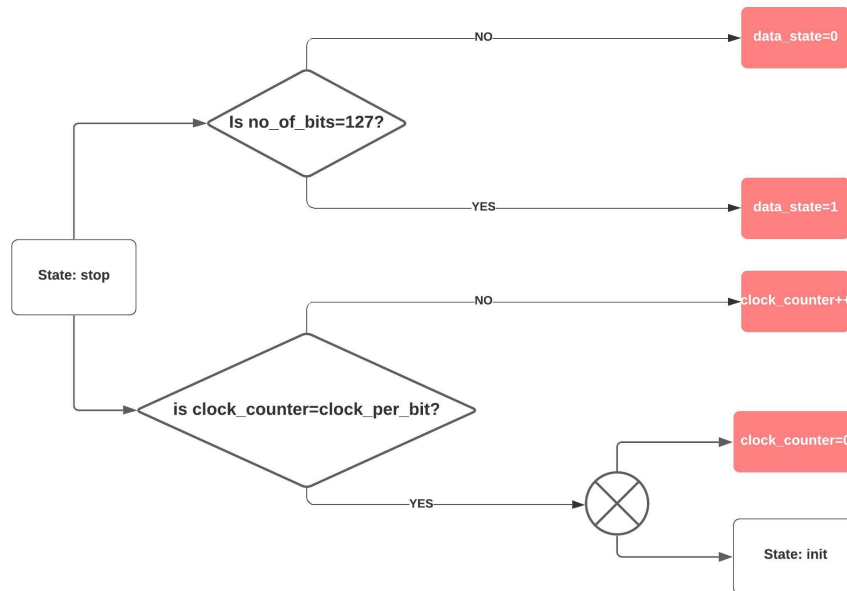 NO
data_state=0
Is no_of_bits=127?
YES
data_state=1
State: stop
NO
clock_counter++
is clock_counter=clock_per_bit?
clock_counter=0
YES
State: init